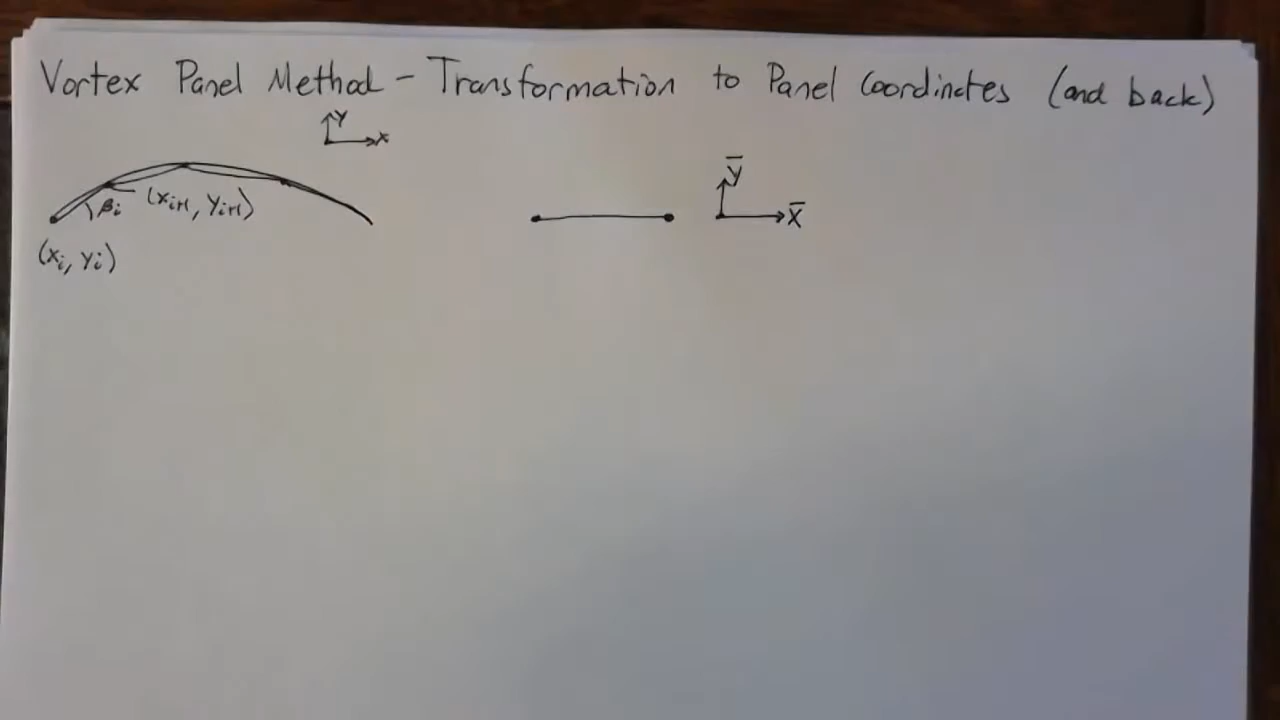 Vortex Panel Method - Transformation to Panel Coordinates (and back)
y
x
ȳ
βi (xi+1, yi+1)
x̄
(xi, yi)